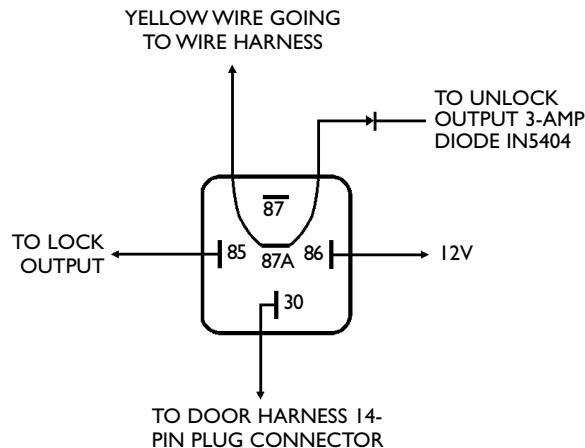 YELLOW WIRE GOING
TO WIRE HARNESS
TO UNLOCK
OUTPUT 3-AMP
DIODE IN5404
87
TO LOCK
OUTPUT
85
87A
86
12V
30
TO DOOR HARNESS 14-
PIN PLUG CONNECTOR